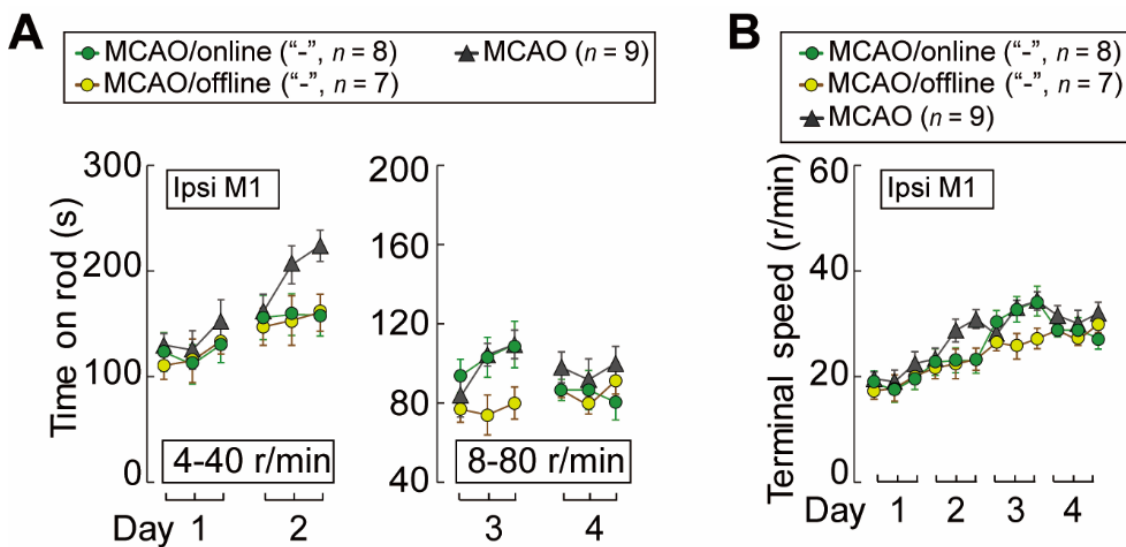 A
MCAO/online ("-", n = 8)
MCAO (n = 9)
MCAO/offline ("-", n = 7)
Time on rod (s)
300
200
100
0
Ipsi M1
4-40 r/min
200
160
120
80
40
8-80 r/min
Day 1 2 3 4
B
MCAO/online ("-", n = 8)
MCAO/offline ("-", n = 7)
MCAO (n = 9)
Terminal speed (r/min)
60
40
20
0
Ipsi M1
Day 1 2 3 4